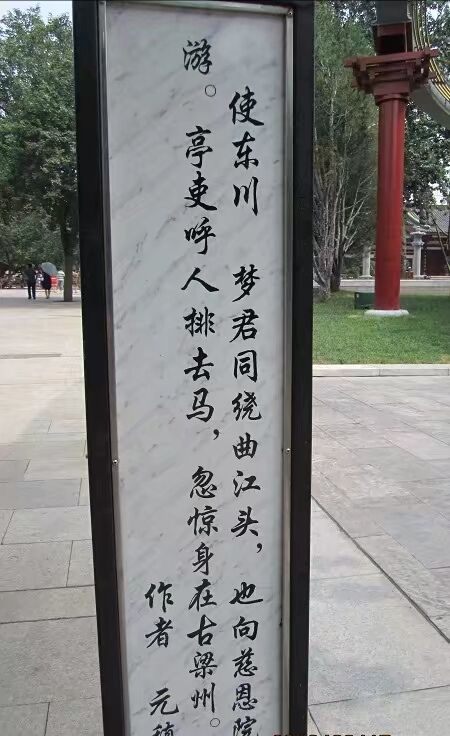 使东川 梦君同绕曲江头，也向慈恩院
游。亭吏呼人排去马，忽惊身在古梁州。
作者 元